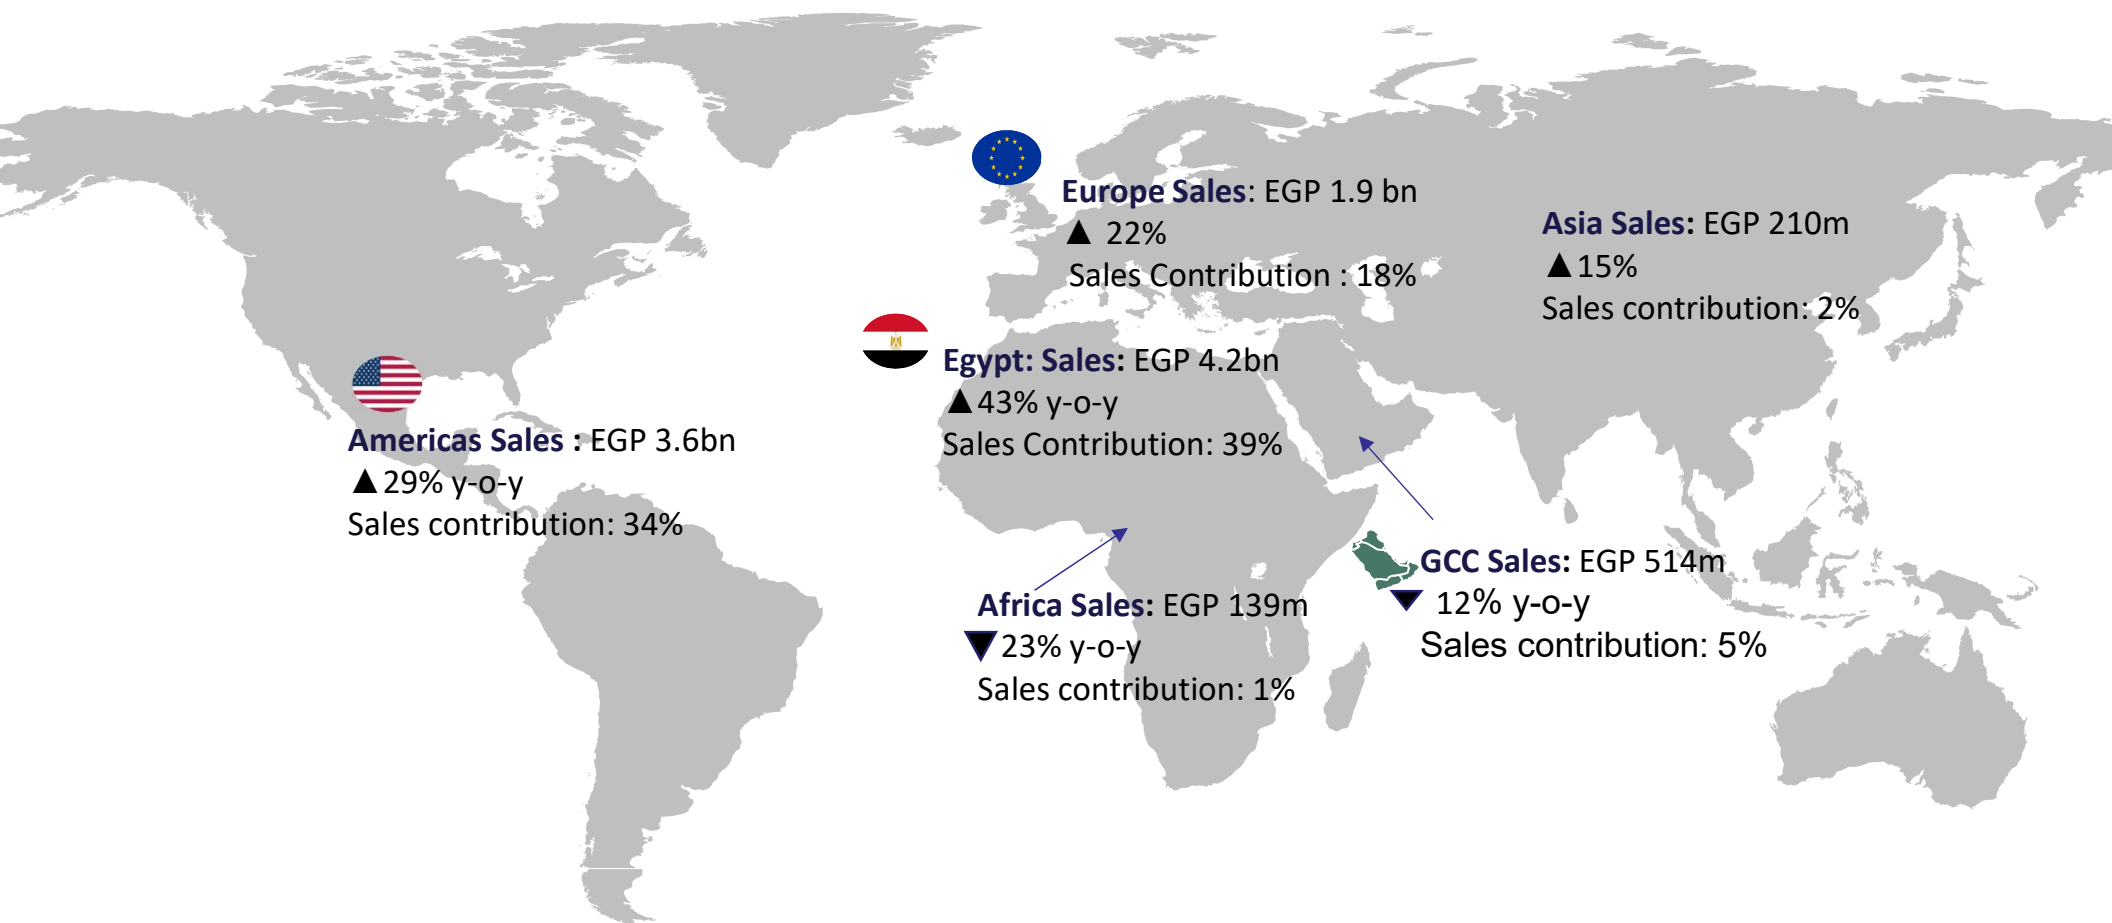 Europe Sales: EGP 1.9 bn
▲ 22%
Sales Contribution : 18%
Asia Sales: EGP 210m
▲15%
Sales contribution: 2%
Egypt: Sales: EGP 4.2bn
▲43% y-o-y
Sales Contribution: 39%
Americas Sales : EGP 3.6bn
▲29% y-o-y
Sales contribution: 34%
GCC Sales: EGP 514m
▼ 12% y-o-y
Sales contribution: 5%
Africa Sales: EGP 139m
▼23% y-o-y
Sales contribution: 1%